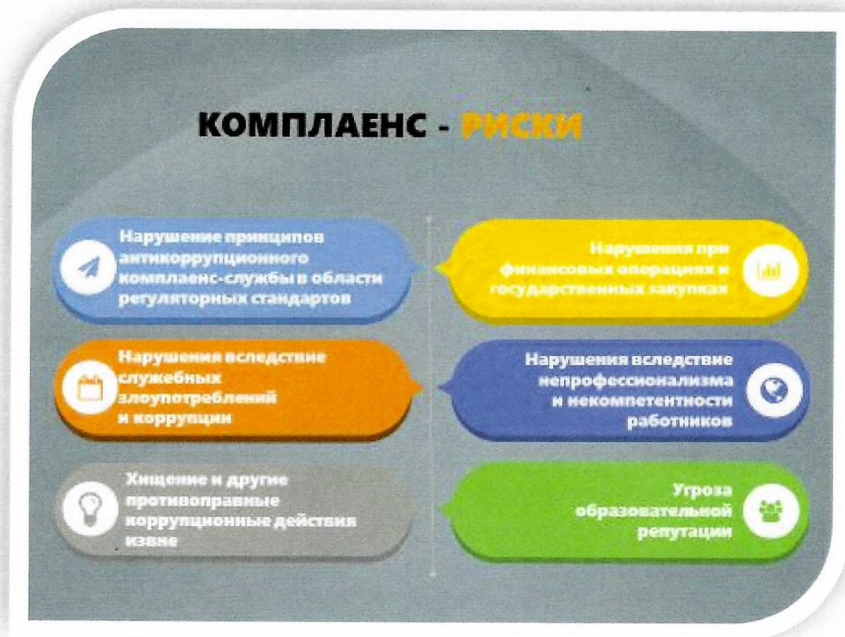 КОМПЛАЕНС - РИСКИ
Нарушение принципов
антикоррупционного
комплаенс-службы в области
регуляторных стандартов
Нарушения при
финансовых операциях и
государственных закупках
Нарушения вследствие
служебных
злоупотреблений
и коррупции
Нарушения вследствие
непрофессионализма
и некомпетентности
работников
Хищение и другие
противоправные
коррупционные действия
извне
Угроза
образовательной
репутации